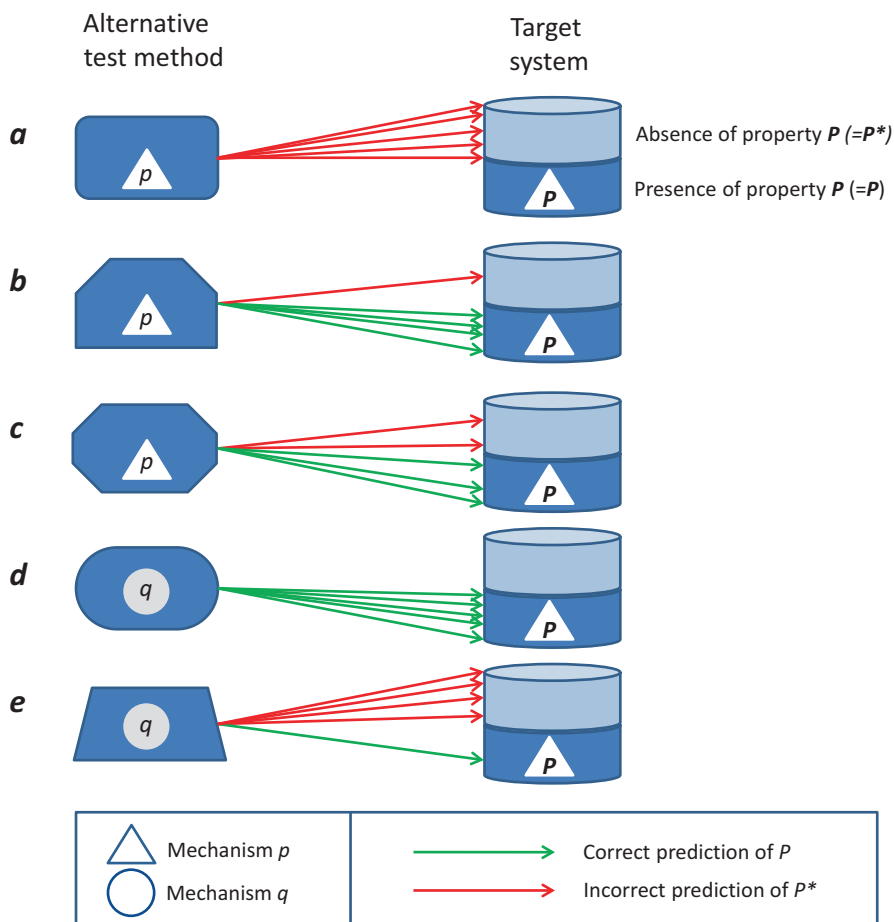 Alternative
test method
Target
system
a
p
P
Absence of property P (=P*)
Presence of property P (=P)
b
p
P
c
p
P
d
q
P
e
q
P
Mechanism p
Mechanism q
Correct prediction of P
Incorrect prediction of P*